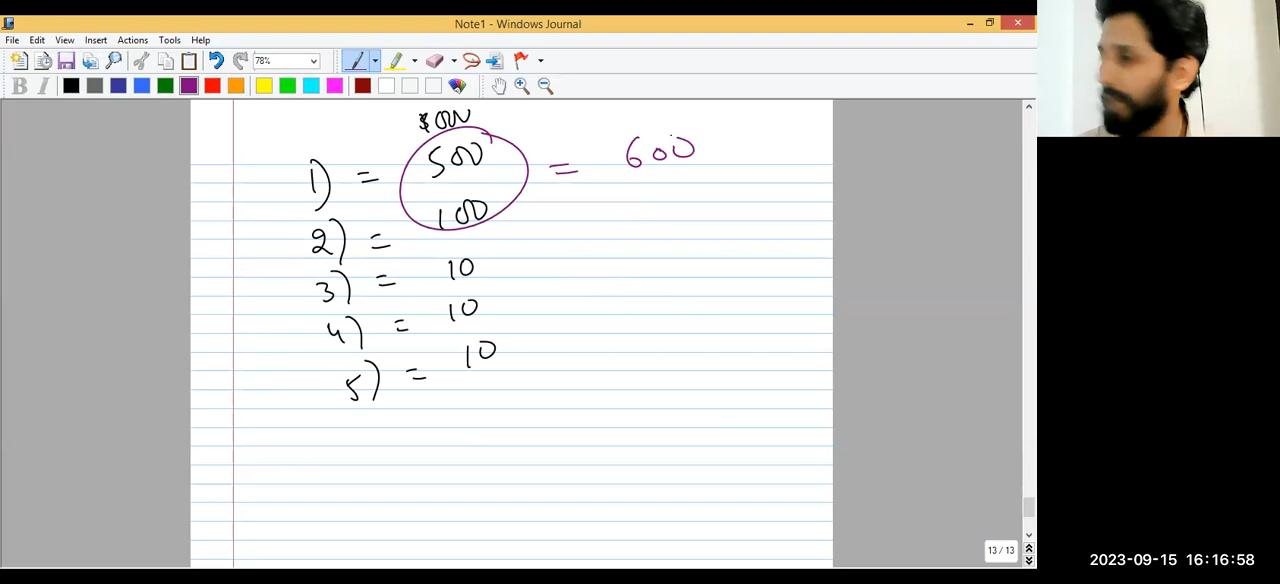 Note1 - Windows Journal
File Edit View Insert Actions Tools Help
78%
B I
1) = 500 = 600
2) = 100
3) = 10
4) = 10
5) = 10
13 / 13
2023-09-15 16:16:58